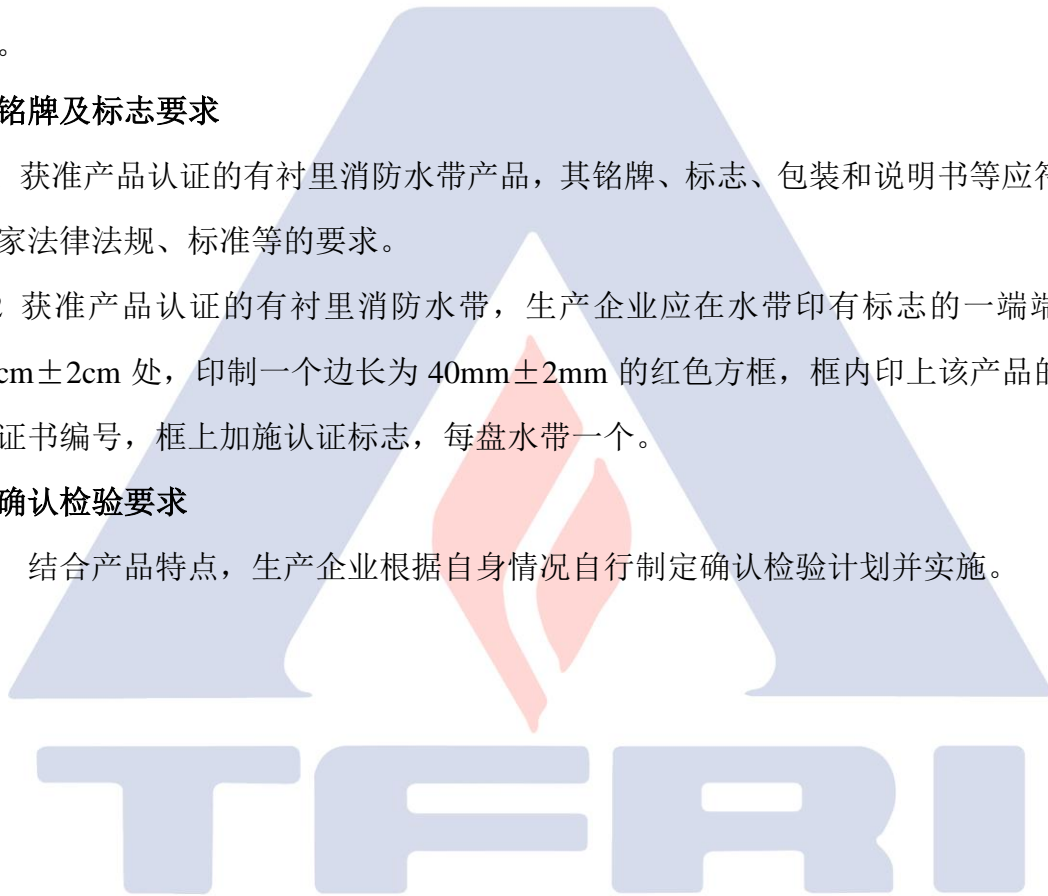 。
铭牌及标志要求
获准产品认证的有衬里消防水带产品，其铭牌、标志、包装和说明书等应符
家法律法规、标准等的要求。
2 获准产品认证的有衬里消防水带，生产企业应在水带印有标志的一端端
cm±2cm 处，印制一个边长为 40mm±2mm 的红色方框，框内印上该产品的
证书编号，框上加施认证标志，每盘水带一个。
确认检验要求
结合产品特点，生产企业根据自身情况自行制定确认检验计划并实施。
TFRI